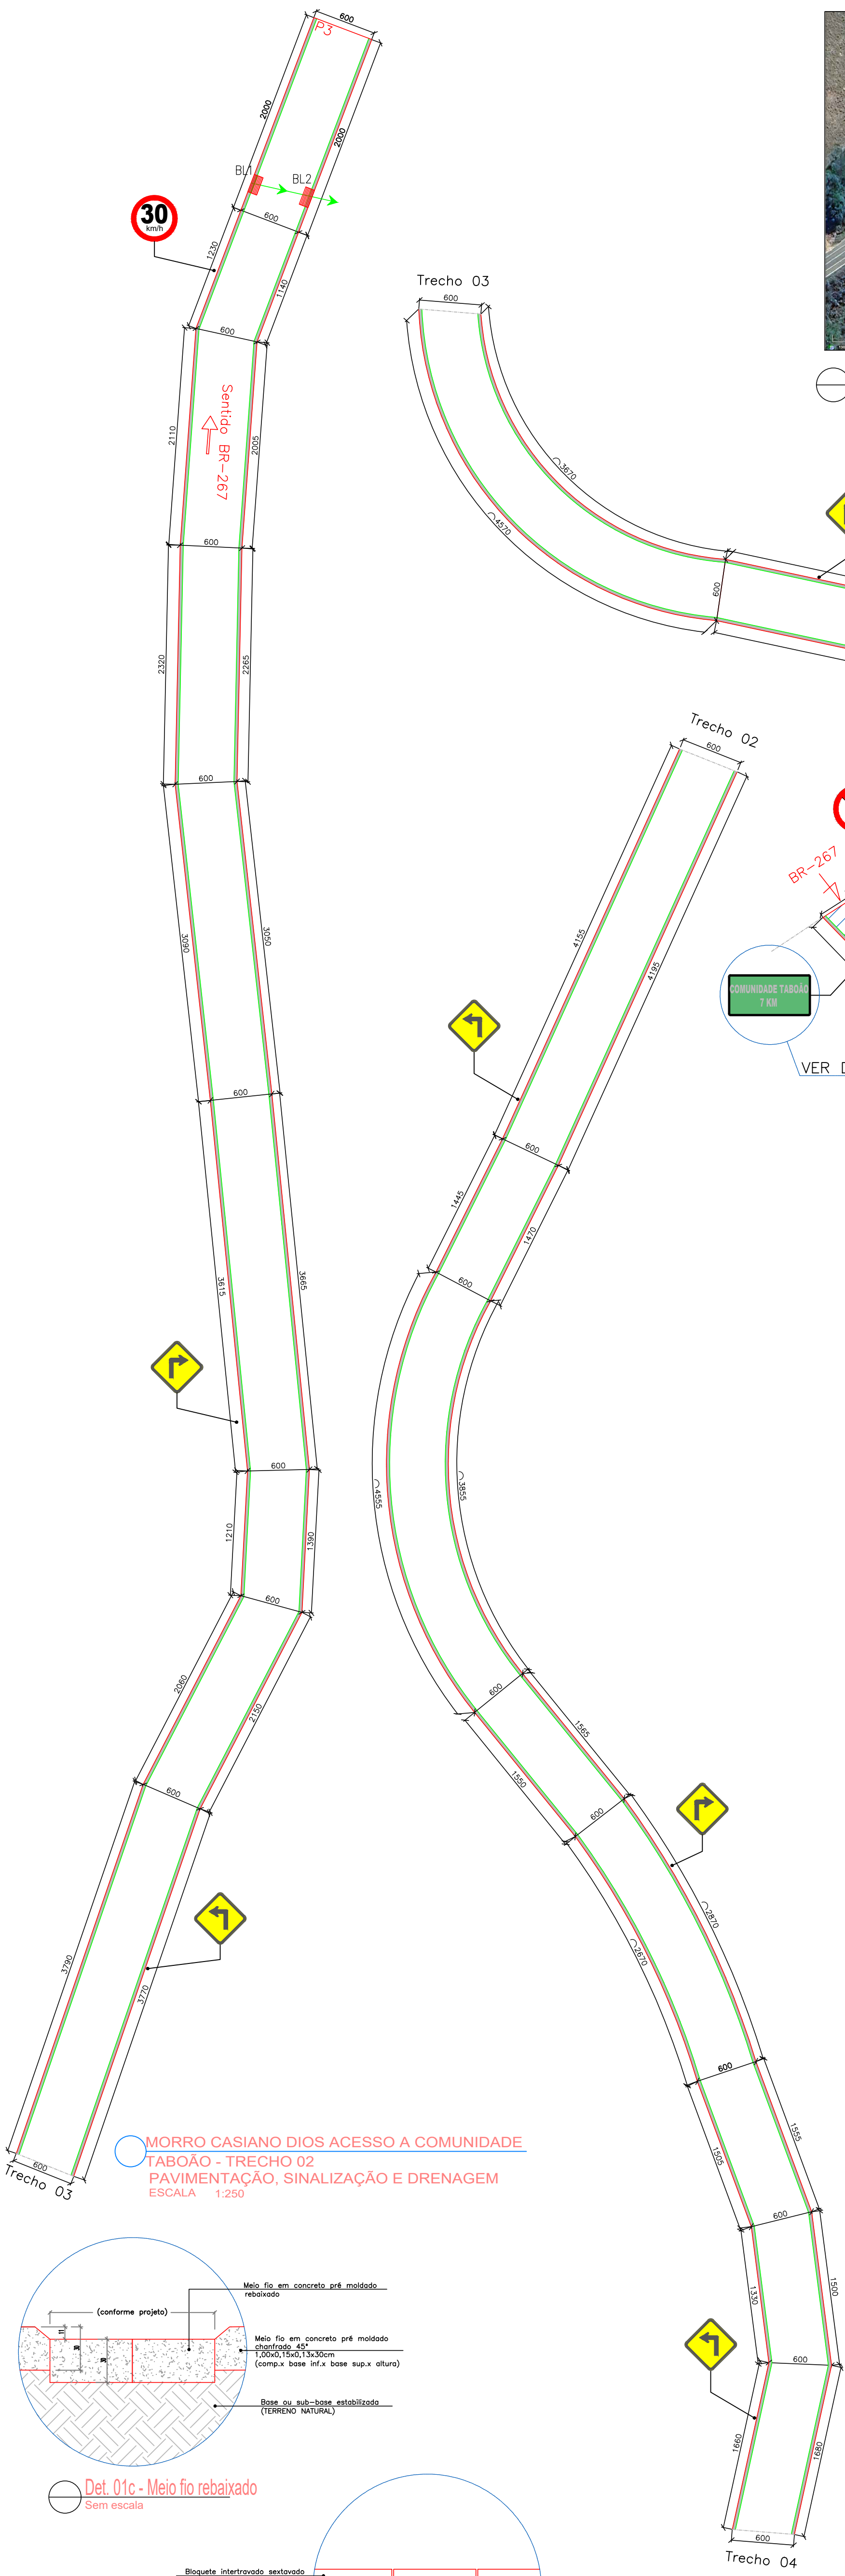 600
P3
2000
2000
BL1
BL2
600
30
km/h
1230
1140
600
Sentido BR-267
2110
2005
600
2320
2265
600
3090
3050
600
3615
3665
600
1210
1390
600
2060
2150
600
3790
3770
600
Trecho 03
Trecho 03
600
3670
4570
600
Trecho 02
600
4155
4195
600
1445
1470
600
4555
3855
600
1565
1550
600
2870
2670
600
1555
1505
600
1500
1330
600
1660
1680
600
Trecho 04
BR-267
COMUNIDADE TABOÃO
7 KM
VER D
MORRO CASIANO DIOS ACESSO A COMUNIDADE
TABOÃO - TRECHO 02
PAVIMENTAÇÃO, SINALIZAÇÃO E DRENAGEM
ESCALA 1:250
(conforme projeto)
11
30
30
Meio fio em concreto pré moldado
rebaixado
Meio fio em concreto pré moldado
chanfrado 45°
1,00x0,15x0,13x30cm
(comp.x base inf.x base sup.x altura)
Base ou sub-base estabilizada
(TERRENO NATURAL)
Det. 01c - Meio fio rebaixado
Sem escala
Bloquete intertravado sextavado